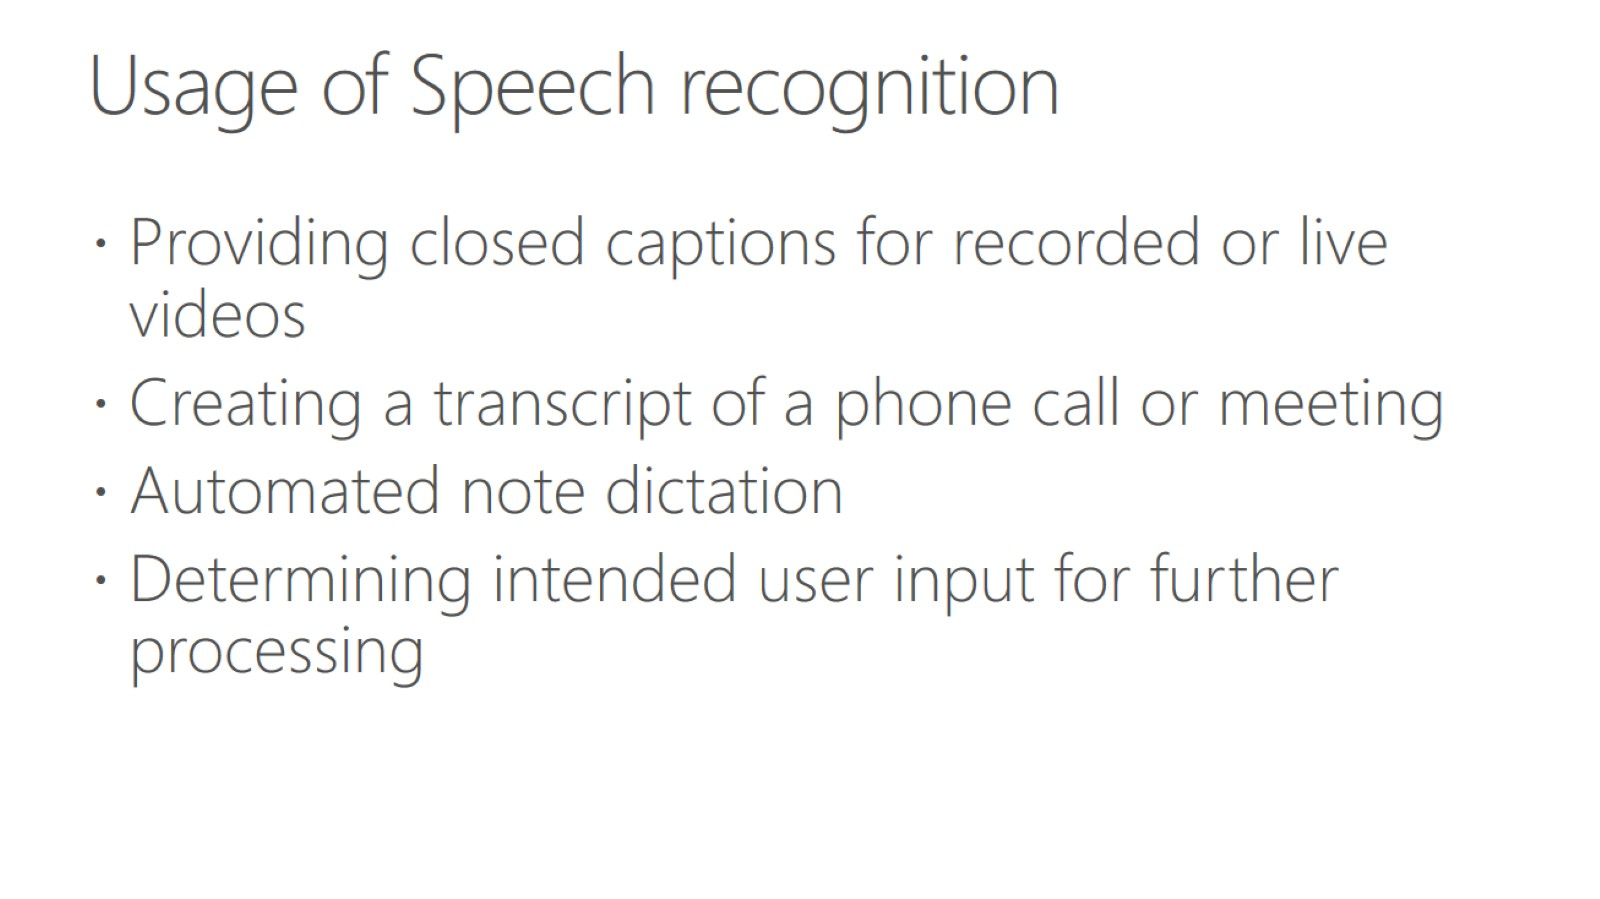 Usage of Speech recognition
• Providing closed captions for recorded or live
videos
• Creating a transcript of a phone call or meeting
• Automated note dictation
• Determining intended user input for further
processing